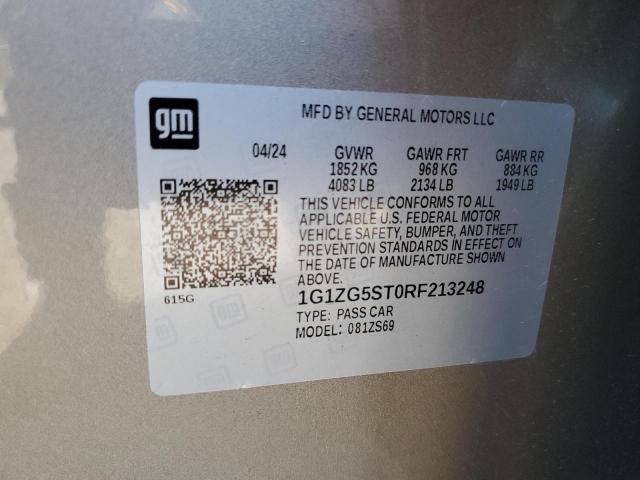 gm
MFD BY GENERAL MOTORS LLC
04/24 GVWR GAWR FRT GAWR RR
1852 KG 968 KG 884 KG
4083 LB 2134 LB 1949 LB
THIS VEHICLE CONFORMS TO ALL
APPLICABLE U.S. FEDERAL MOTOR
VEHICLE SAFETY, BUMPER, AND THEFT
PREVENTION STANDARDS IN EFFECT ON
THE DATE OF MANUFACTURE SHOWN
ABOVE.
615G
1G1ZG5ST0RF213248
TYPE: PASS CAR
MODEL: 081ZS69